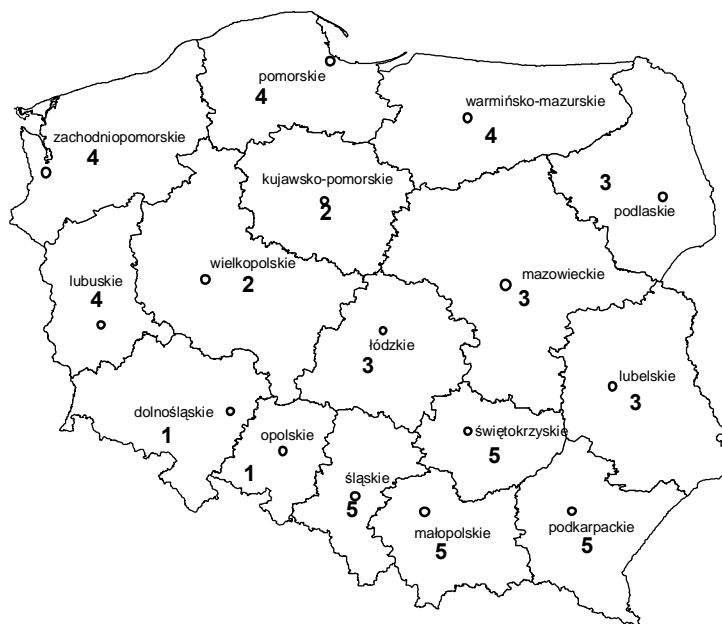 pomorskie
4
warmińsko-mazurskie
4
zachodniopomorskie
4
kujawsko-pomorskie
2
3
podlaskie
wielkopolskie
2
mazowieckie
3
lubuskie
4
łódzkie
3
lubelskie
3
dolnośląskie
1
opolskie
1
świętokrzyskie
5
śląskie
5
małopolskie
5
podkarpackie
5